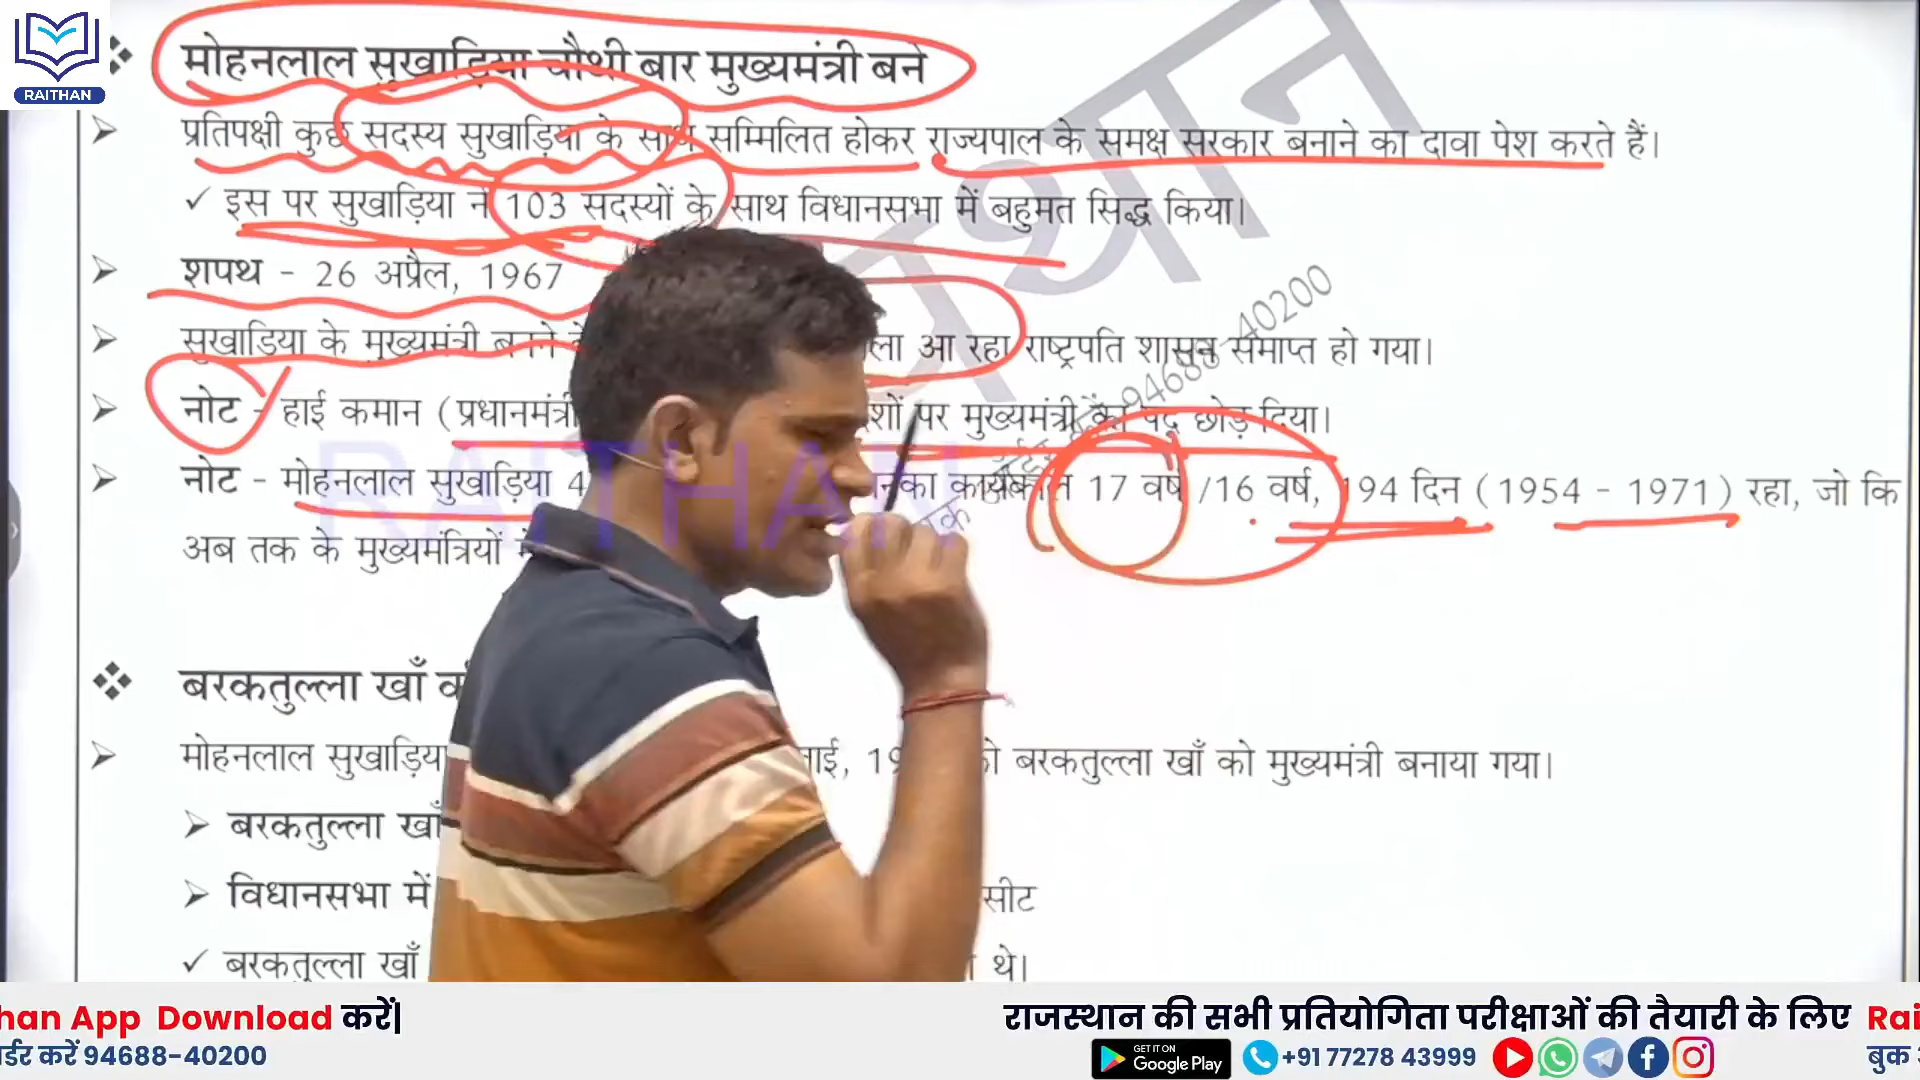 RAITHAN
❖ मोहनलाल सुखाड़िया चौथी बार मुख्यमंत्री बने
➢ प्रतिपक्षी कुछ सदस्य सुखाड़िया के साथ सम्मिलित होकर राज्यपाल के समक्ष सरकार बनाने का दावा पेश करते हैं।
✓ इस पर सुखाड़िया ने 103 सदस्यों के साथ विधानसभा में बहुमत सिद्ध किया।
➢ शपथ - 26 अप्रैल, 1967
➢ सुखाड़िया के मुख्यमंत्री बनने आ रहा राष्ट्रपति शासन समाप्त हो गया।
➢ नोट - हाई कमान (प्रधानमंत्री पर मुख्यमंत्री का पद छोड़ दिया।
➢ नोट - मोहनलाल सुखाड़िया 4 कार्यकाल 17 वर्ष /16 वर्ष, 194 दिन (1954 - 1971) रहा, जो कि
अब तक के मुख्यमंत्रियों
❖ बरकतुल्ला खाँ
➢ मोहनलाल सुखाड़िया बरकतुल्ला खाँ को मुख्यमंत्री बनाया गया।
➢ बरकतुल्ला खाँ
➢ विधानसभा में सीट
✓ बरकतुल्ला खाँ थे।
थान
94688-40200
RAITHAN
han App Download करें|
राजस्थान की सभी प्रतियोगिता परीक्षाओं की तैयारी के लिए Rai
र्डर करें 94688-40200
GET IT ON
Google Play
+91 77278 43999
बुक